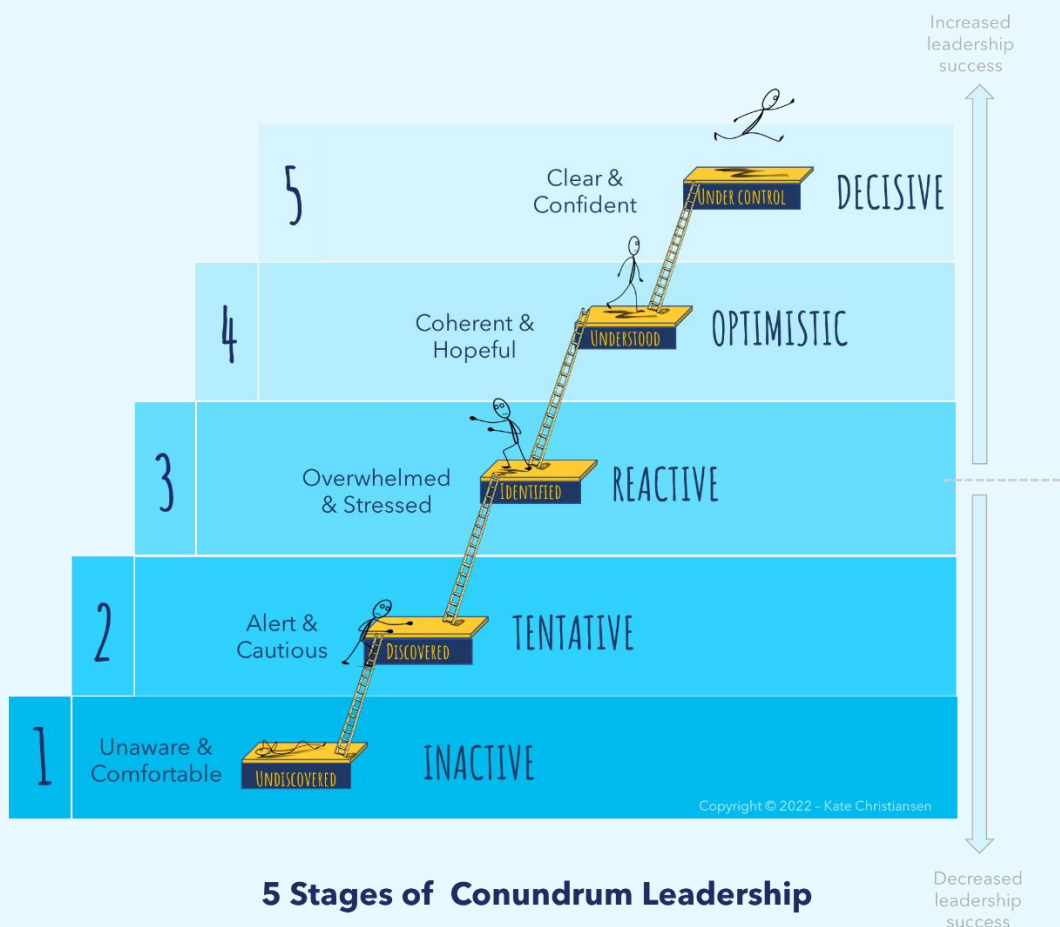 Increased
leadership
success
5
Clear &
Confident
UNDER CONTROL
DECISIVE
4
Coherent &
Hopeful
UNDERSTOOD
OPTIMISTIC
3
Overwhelmed
& Stressed
IDENTIFIED
REACTIVE
2
Alert &
Cautious
DISCOVERED
TENTATIVE
1
Unaware &
Comfortable
UNDISCOVERED
INACTIVE
Copyright © 2022 – Kate Christiansen
5 Stages of Conundrum Leadership
Decreased
leadership
success